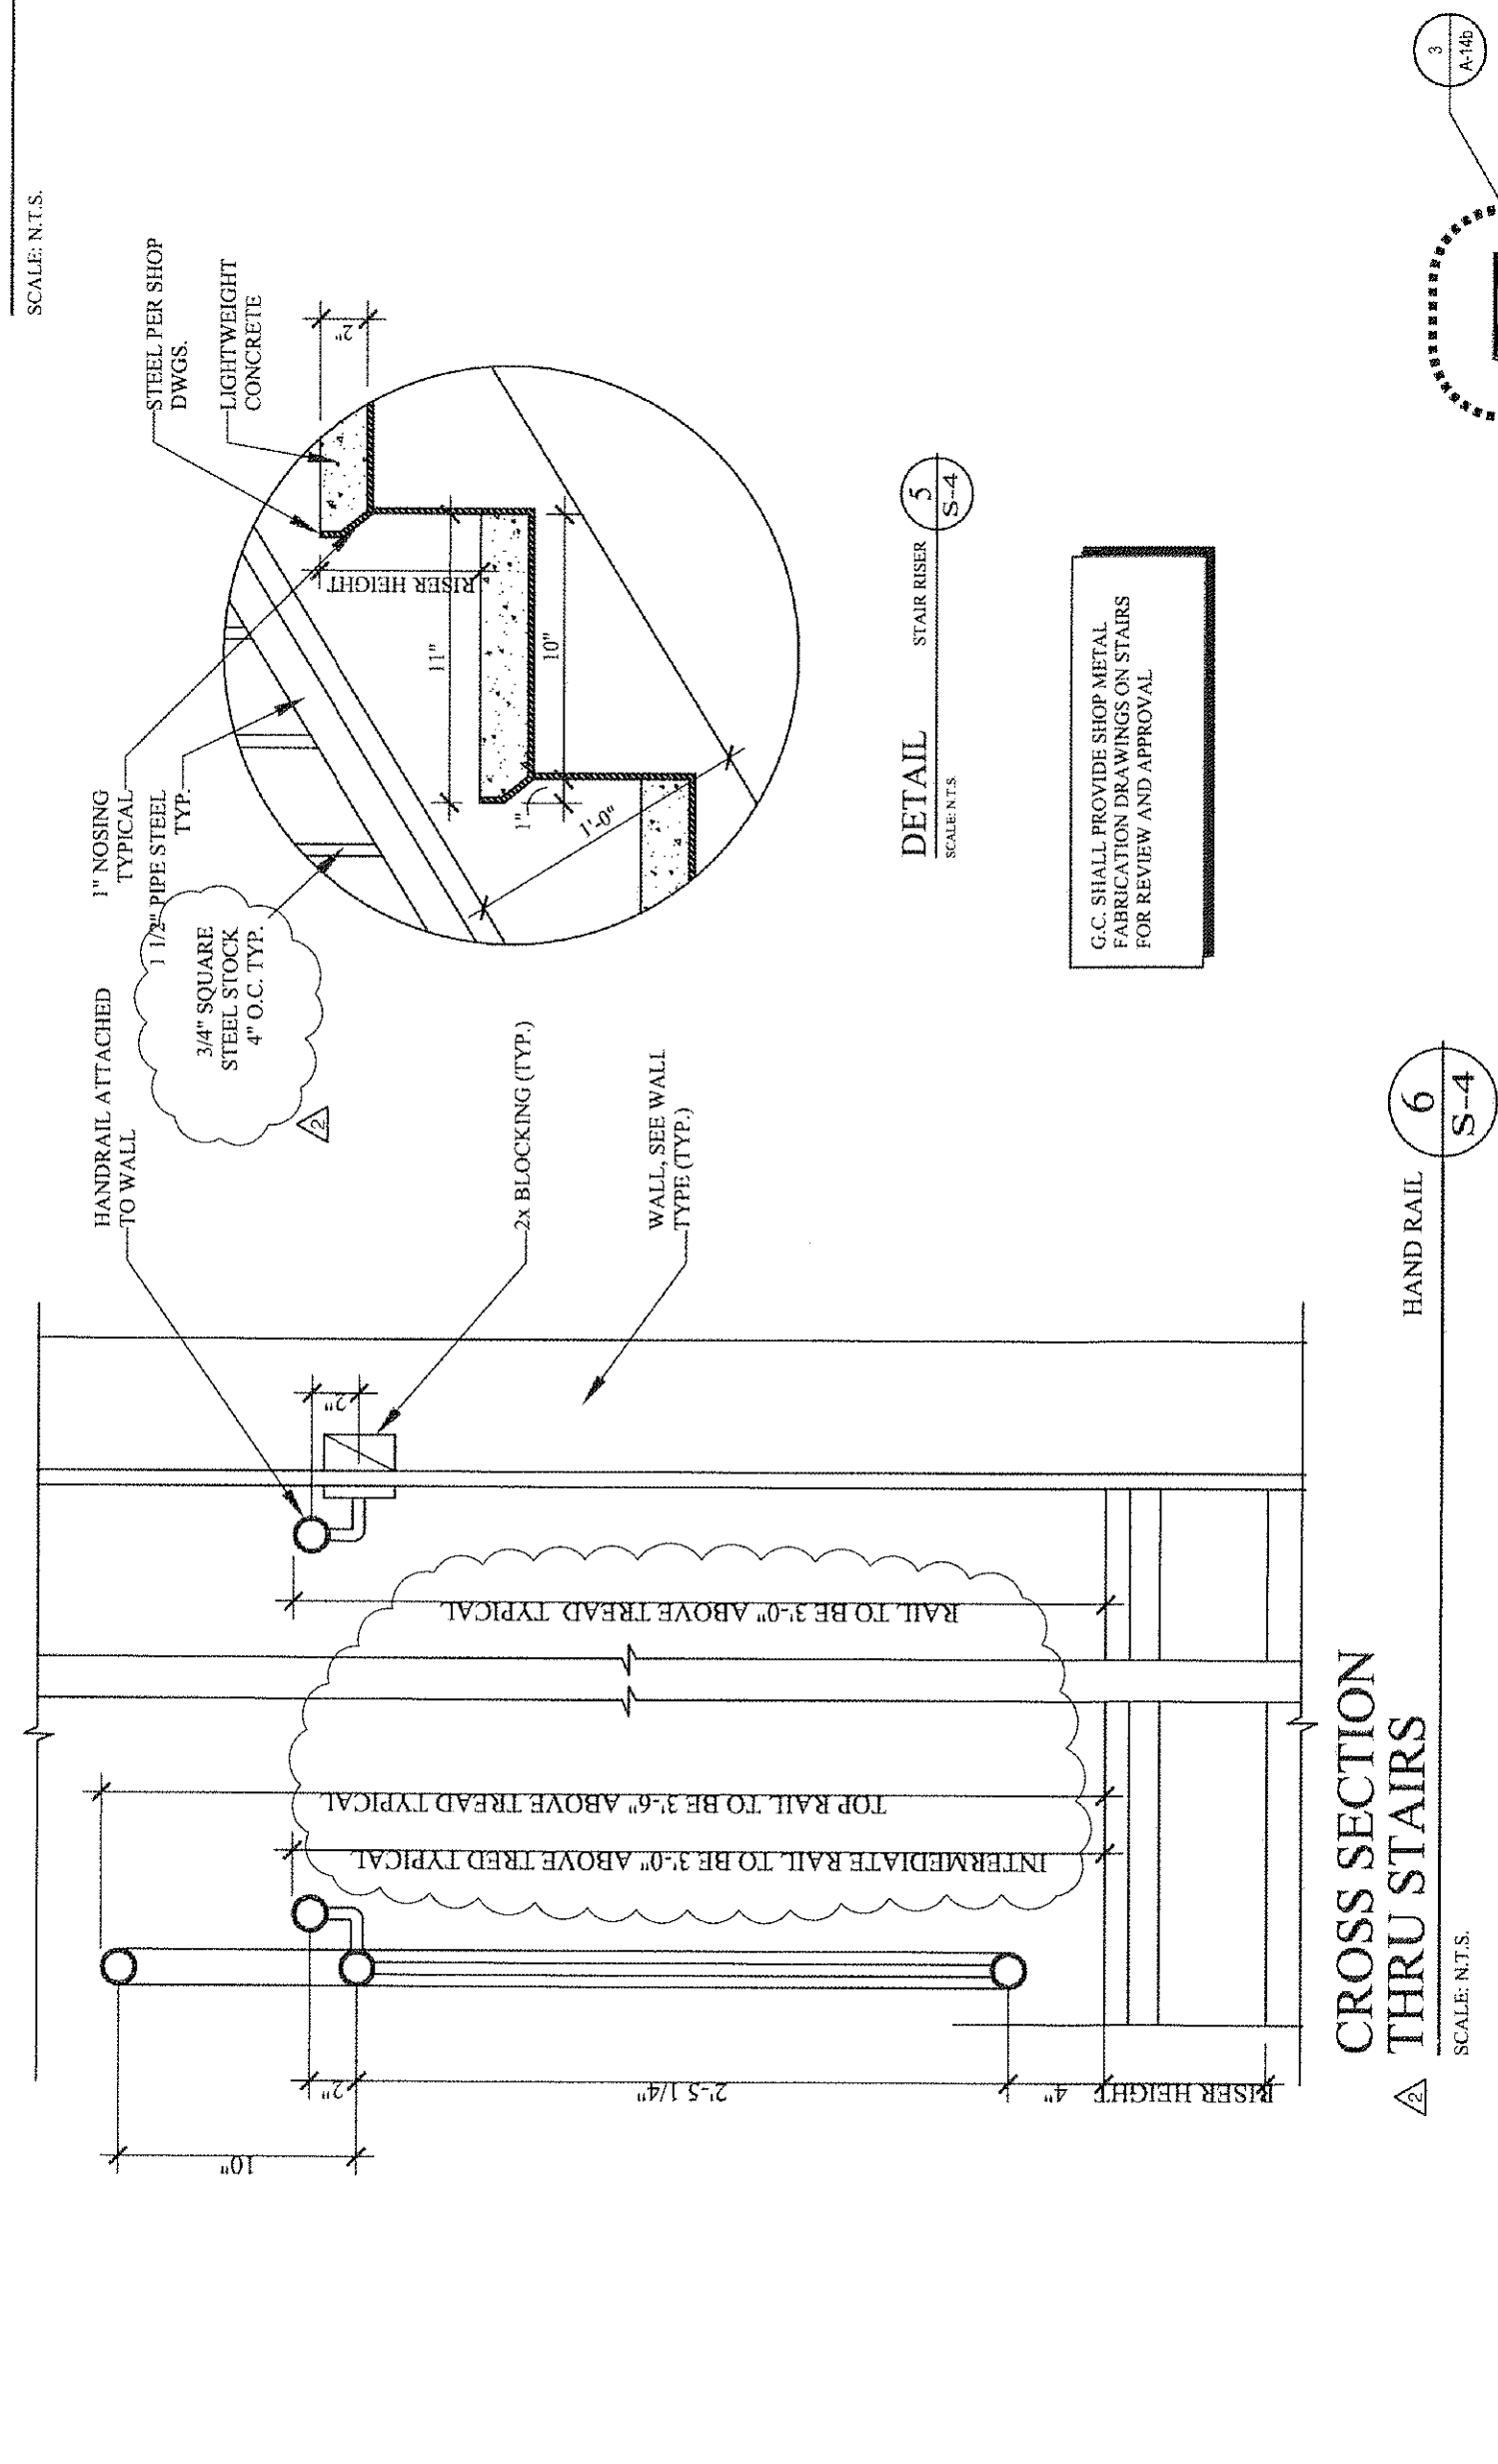 SCALE: N.T.S.
HANDRAIL ATTACHED
TO WALL
1" NOSING
TYPICAL
1 1/2" PIPE STEEL
TYP.
3/4" SQUARE
STEEL STOCK
4" O.C. TYP.
2
STEEL PER SHOP
DWGS.
LIGHTWEIGHT
CONCRETE
2"
RISER HEIGHT
11"
10"
1"
1'-0"
DETAIL
STAIR RISER
5
S-4
SCALE: N.T.S.
G.C. SHALL PROVIDE SHOP METAL
FABRICATION DRAWINGS ON STAIRS
FOR REVIEW AND APPROVAL
2x BLOCKING (TYP.)
WALL, SEE WALL
TYPE (TYP.)
2"
RAIL TO BE 3'-0" ABOVE TREAD TYPICAL
TOP RAIL TO BE 3'-6" ABOVE TREAD TYPICAL
INTERMEDIATE RAIL TO BE 3'-0" ABOVE TRED TYPICAL
10"
2"
2'-5 1/4"
4"
RISER HEIGHT
CROSS SECTION
THRU STAIRS
HAND RAIL
6
S-4
2
SCALE: N.T.S.
3
A-14b